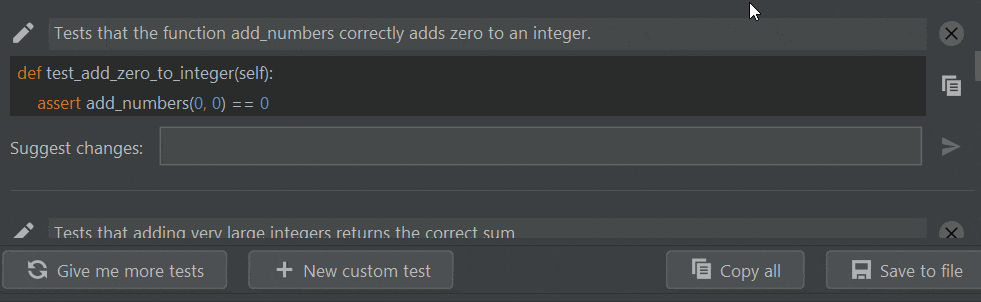 Tests that the function add_numbers correctly adds zero to an integer.
def test_add_zero_to_integer(self):
assert add_numbers(0, 0) == 0
Suggest changes:
Tests that adding very large integers returns the correct sum
Give me more tests
New custom test
Copy all
Save to file